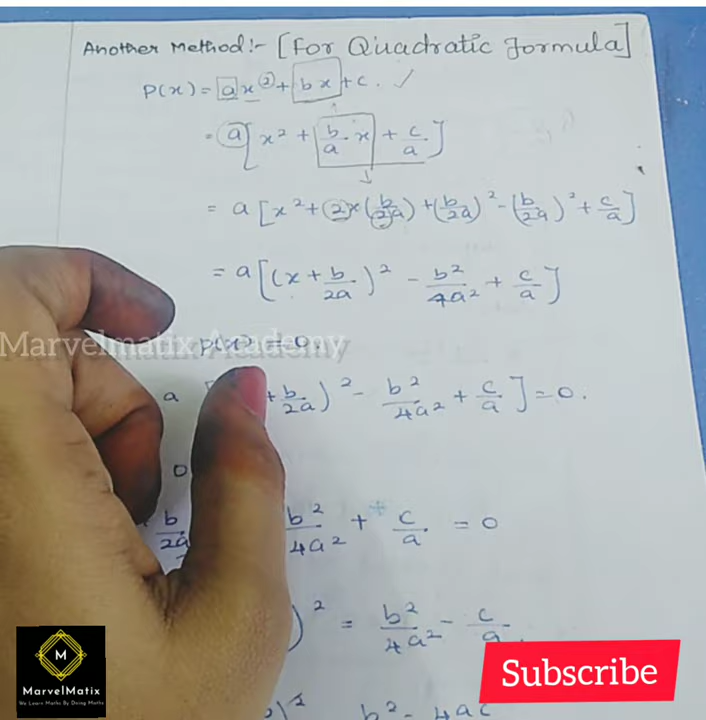 Another Method:- [For Quadratic Formula]
P(x) = ax² + bx + c. ✓
= a[x² + b/a x + c/a]
= a[x² + 2x(b/2a) + (b/2a)² - (b/2a)² + c/a]
= a[(x + b/2a)² - b²/4a² + c/a]
Marvelmatix Academy
P(x) = 0.
a + b/2a)² - b²/4a² + c/a] = 0.
0
b/2a b²/4a² + c/a = 0
)² = b²/4a² - c/a
)² b² - 4ac
M
MarvelMatix
We Learn Maths By Doing Maths
Subscribe